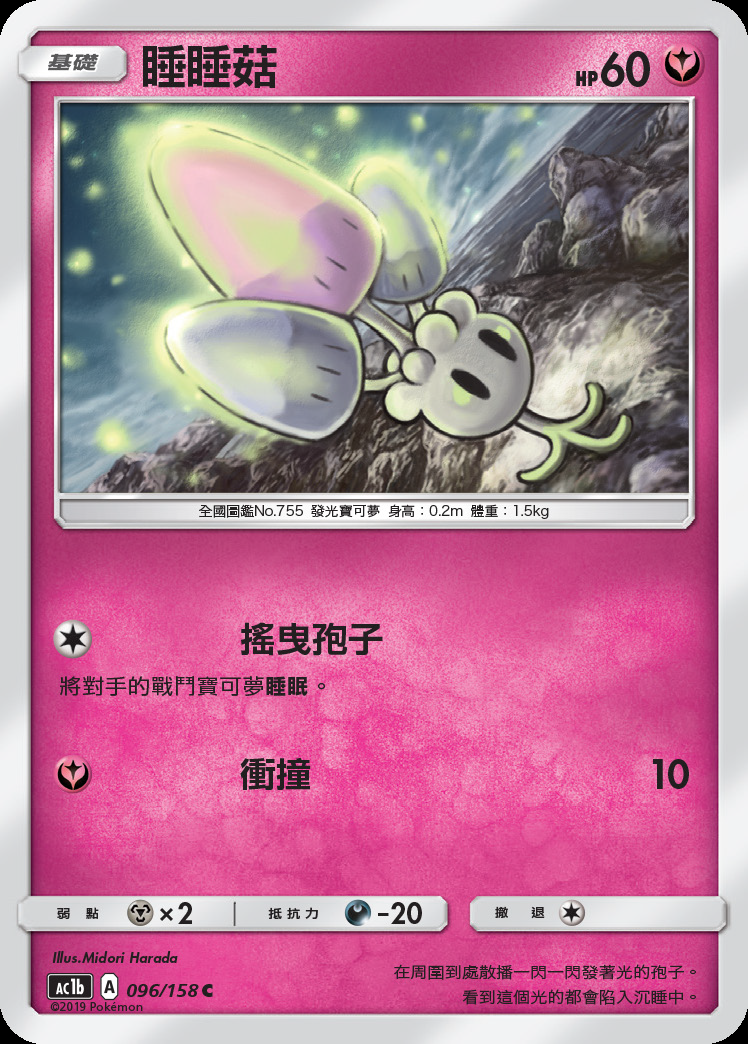 基礎 睡睡菇 HP60
全國圖鑑No.755 發光寶可夢 身高：0.2m 體重：1.5kg
搖曳孢子
將對手的戰鬥寶可夢睡眠。
衝撞 10
弱點 ×2 抵抗力 -20 撤退
Illus.Midori Harada
AC1b A 096/158 C
©2019 Pokémon
在周圍到處散播一閃一閃發著光的孢子。
看到這個光的都會陷入沉睡中。